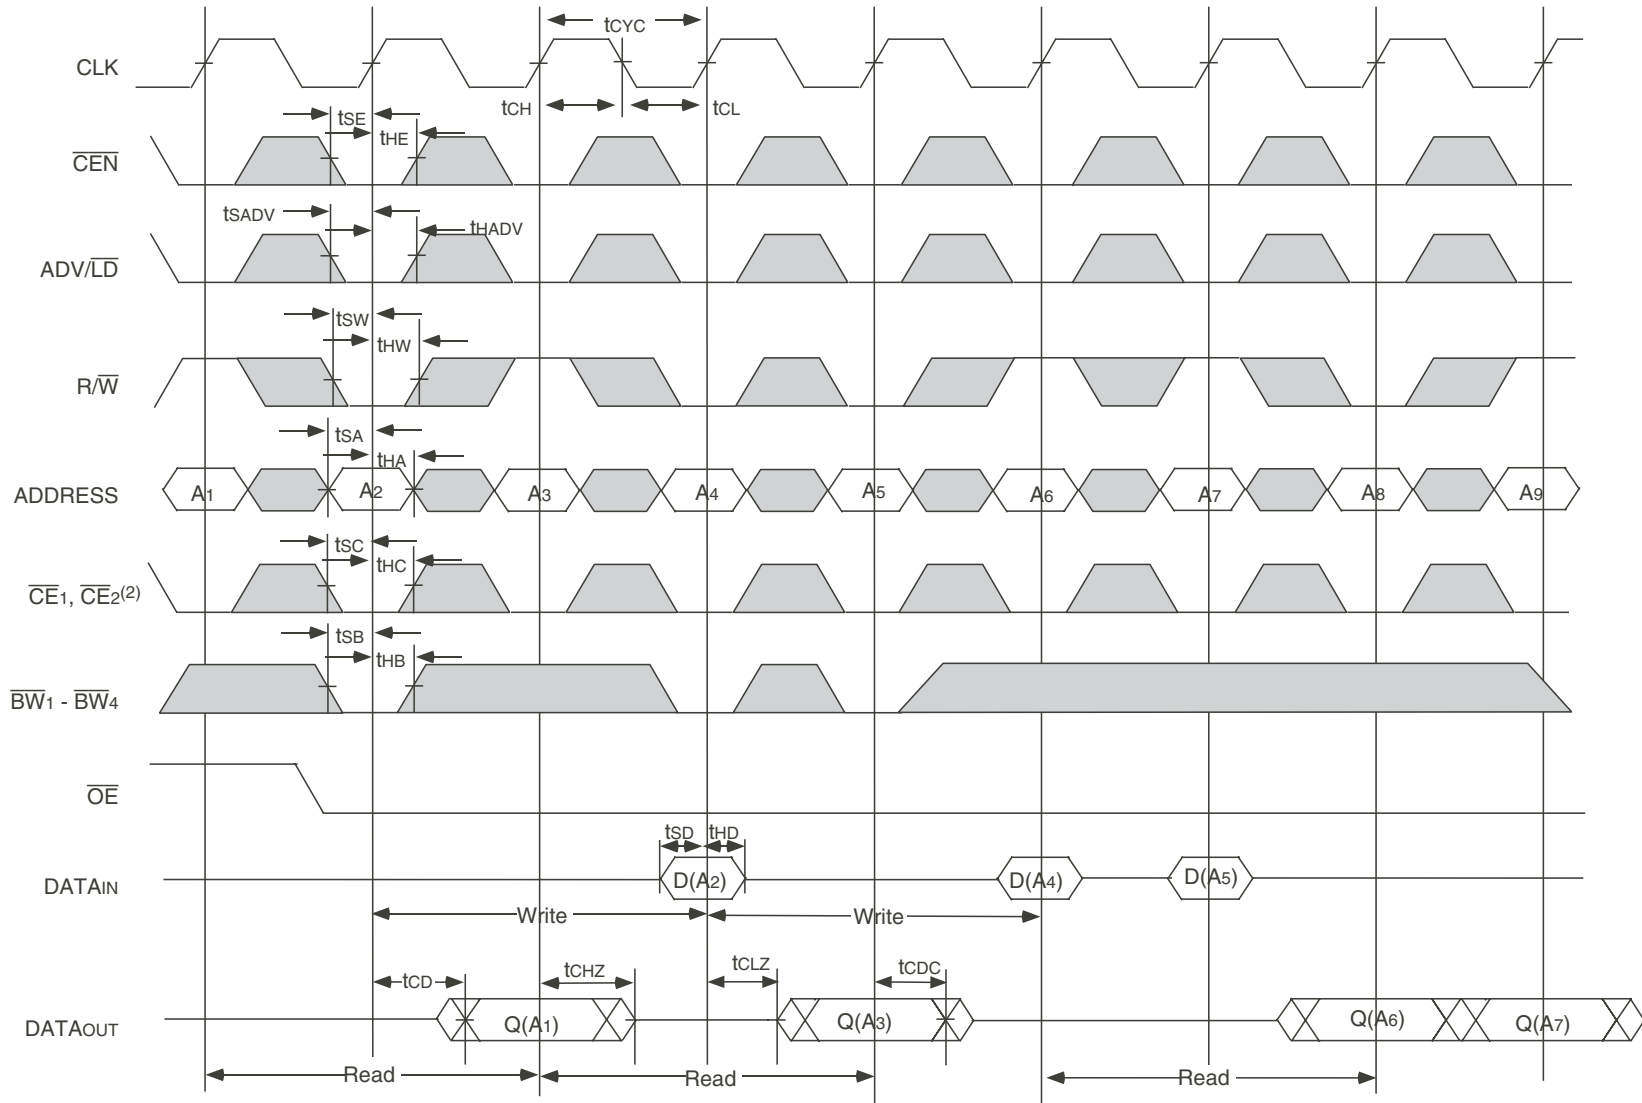 tCYC
CLK
tCH
tCL
tSE
tHE
CEN
tSADV
tHADV
ADV/LD
tSW
tHW
R/W
tSA
tHA
ADDRESS
A1
A2
A3
A4
A5
A6
A7
A8
A9
tSC
tHC
CE1, CE2(2)
tSB
tHB
BW1 - BW4
OE
tSD
tHD
DATAIN
D(A2)
D(A4)
D(A5)
Write
Write
tCD
tCHZ
tCLZ
tCDC
DATAOUT
Q(A1)
Q(A3)
Q(A6)
Q(A7)
Read
Read
Read